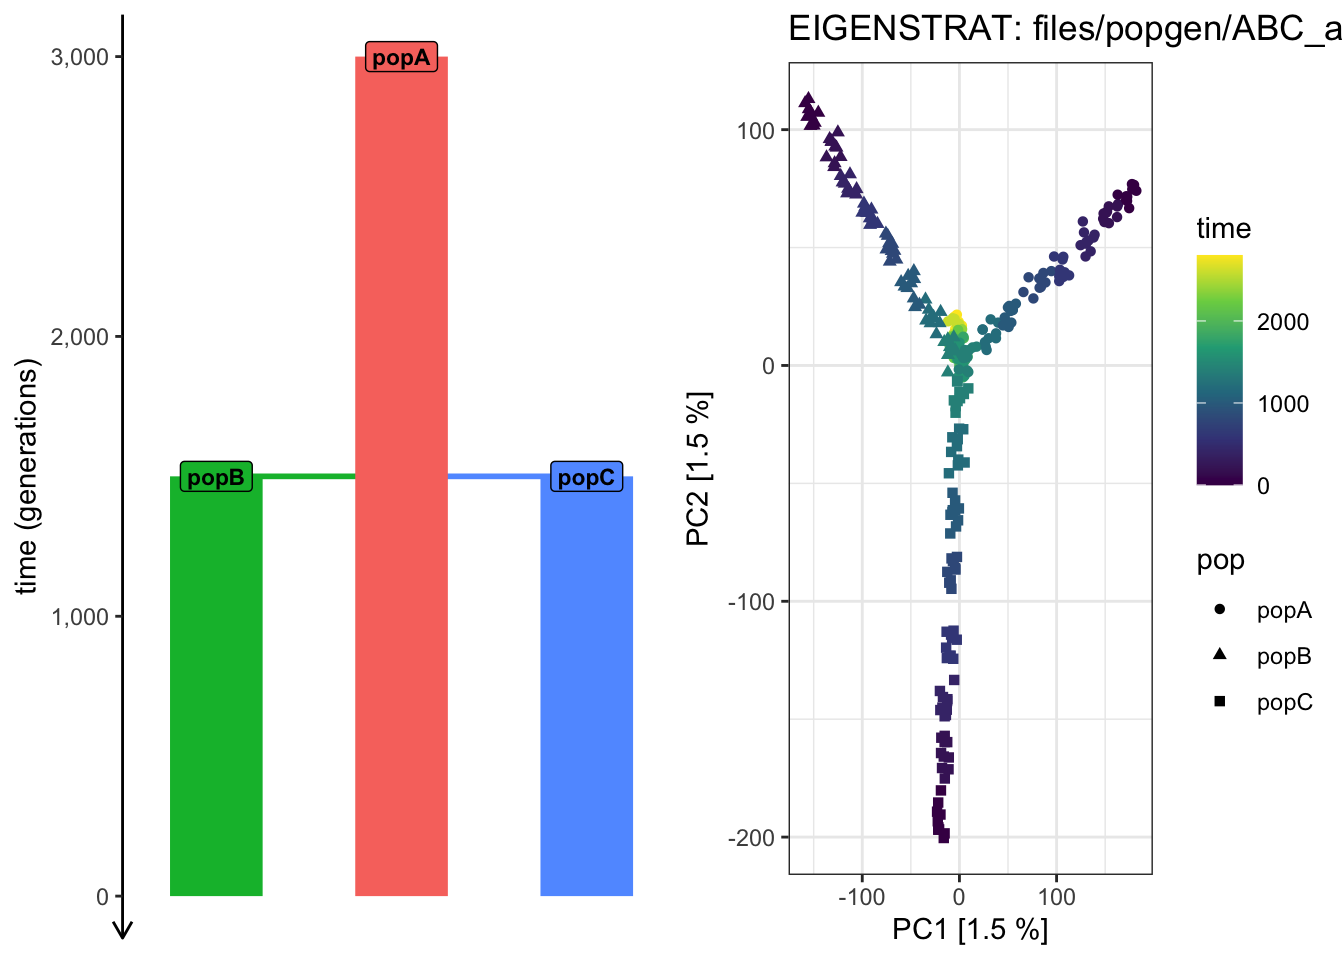 time (generations)
3,000
2,000
1,000
0
popA
popB
popC
EIGENSTRAT: files/popgen/ABC_a
PC2 [1.5 %]
100
0
-100
-200
-100
0
100
PC1 [1.5 %]
time
2000
1000
0
pop
popA
popB
popC